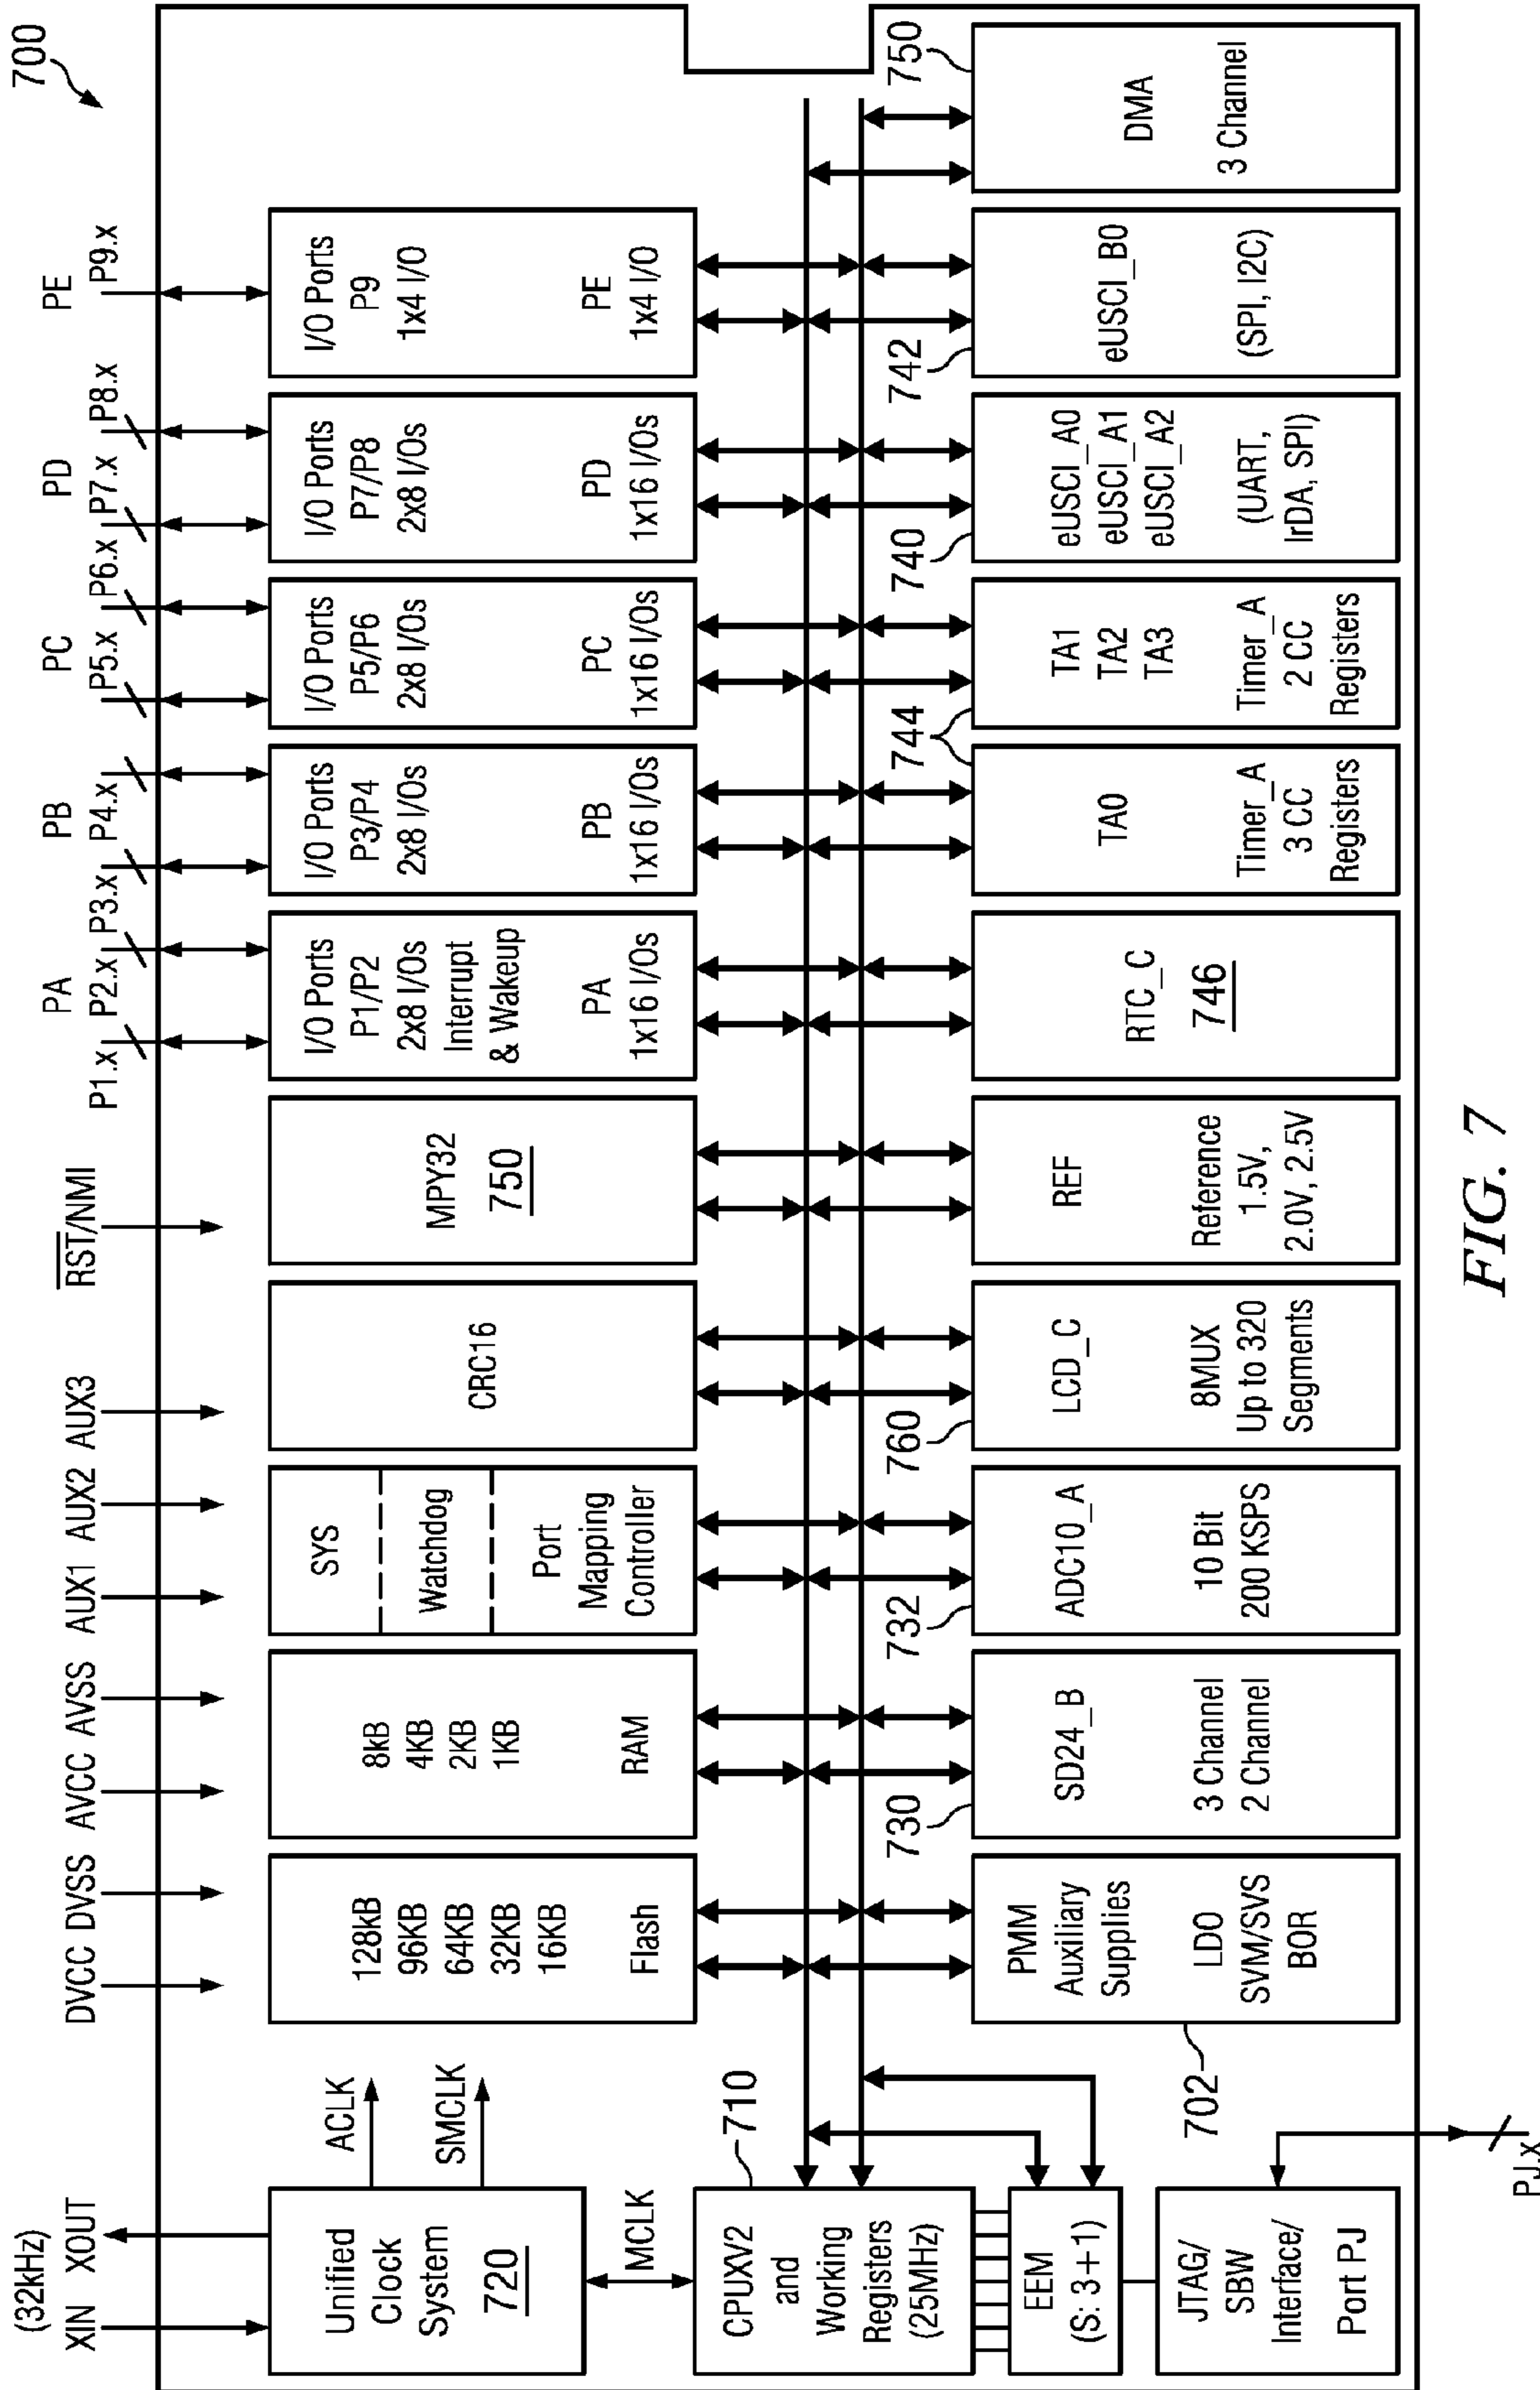 700
(32kHz)
XIN XOUT DVCC DVSS AVCC AVSS AUX1 AUX2 AUX3 RST/NMI
PA PB PC PD PE
P1.x P2.x P3.x P4.x P5.x P6.x P7.x P8.x P9.x
Unified
Clock
System
720
ACLK
SMCLK
MCLK
128kB
96KB
64KB
32KB
16KB
Flash
8kB
4KB
2KB
1KB
RAM
SYS
Watchdog
Port
Mapping
Controller
CRC16
MPY32
750
I/O Ports
P1/P2
2x8 I/Os
Interrupt
& Wakeup
PA
1x16 I/Os
I/O Ports
P3/P4
2x8 I/Os
PB
1x16 I/Os
I/O Ports
P5/P6
2x8 I/Os
PC
1x16 I/Os
I/O Ports
P7/P8
2x8 I/Os
PD
1x16 I/Os
I/O Ports
P9
1x4 I/O
PE
1x4 I/O
710
CPUXV2
and
Working
Registers
(25MHz)
EEM
(S: 3+1)
JTAG/
SBW
Interface/
Port PJ
PJ.x
702
PMM
Auxiliary
Supplies
LDO
SVM/SVS
BOR
730
SD24_B
3 Channel
2 Channel
732
ADC10_A
10 Bit
200 KSPS
760
LCD_C
8MUX
Up to 320
Segments
REF
Reference
1.5V,
2.0V, 2.5V
RTC_C
746
744
TA0
Timer_A
3 CC
Registers
TA1
TA2
TA3
Timer_A
2 CC
Registers
740
eUSCI_A0
eUSCI_A1
eUSCI_A2
(UART,
IrDA, SPI)
742
eUSCI_B0
(SPI, I2C)
750
DMA
3 Channel
FIG. 7